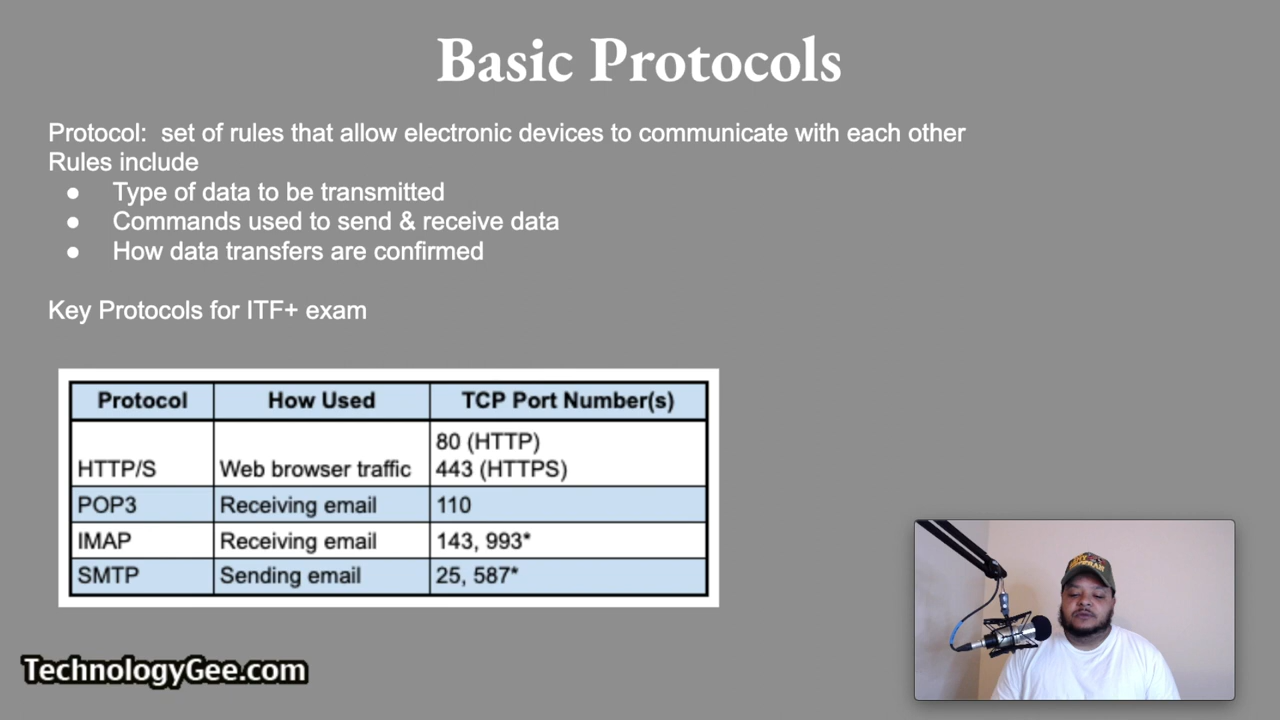 Basic Protocols
Protocol:  set of rules that allow electronic devices to communicate with each other
Rules include
● Type of data to be transmitted
● Commands used to send & receive data
● How data transfers are confirmed
Key Protocols for ITF+ exam
Protocol How Used TCP Port Number(s)
80 (HTTP)
HTTP/S Web browser traffic 443 (HTTPS)
POP3 Receiving email 110
IMAP Receiving email 143, 993*
SMTP Sending email 25, 587*
TechnologyGee.com